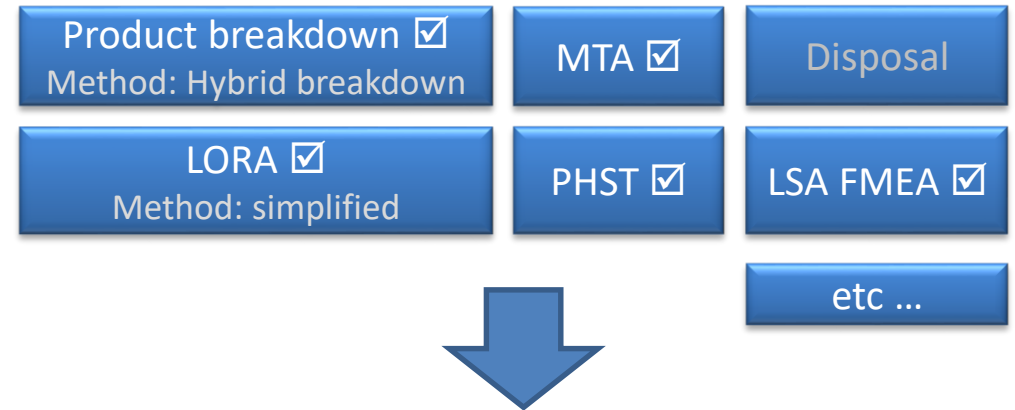 Product breakdown ☑
Method: Hybrid breakdown
MTA ☑
Disposal
LORA ☑
Method: simplified
PHST ☑
LSA FMEA ☑
etc ...